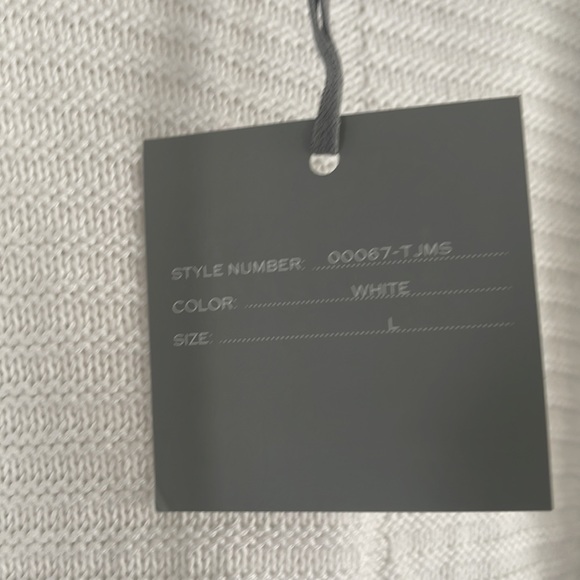 STYLE NUMBER: 00067-TJMS
COLOR: WHITE
SIZE: L